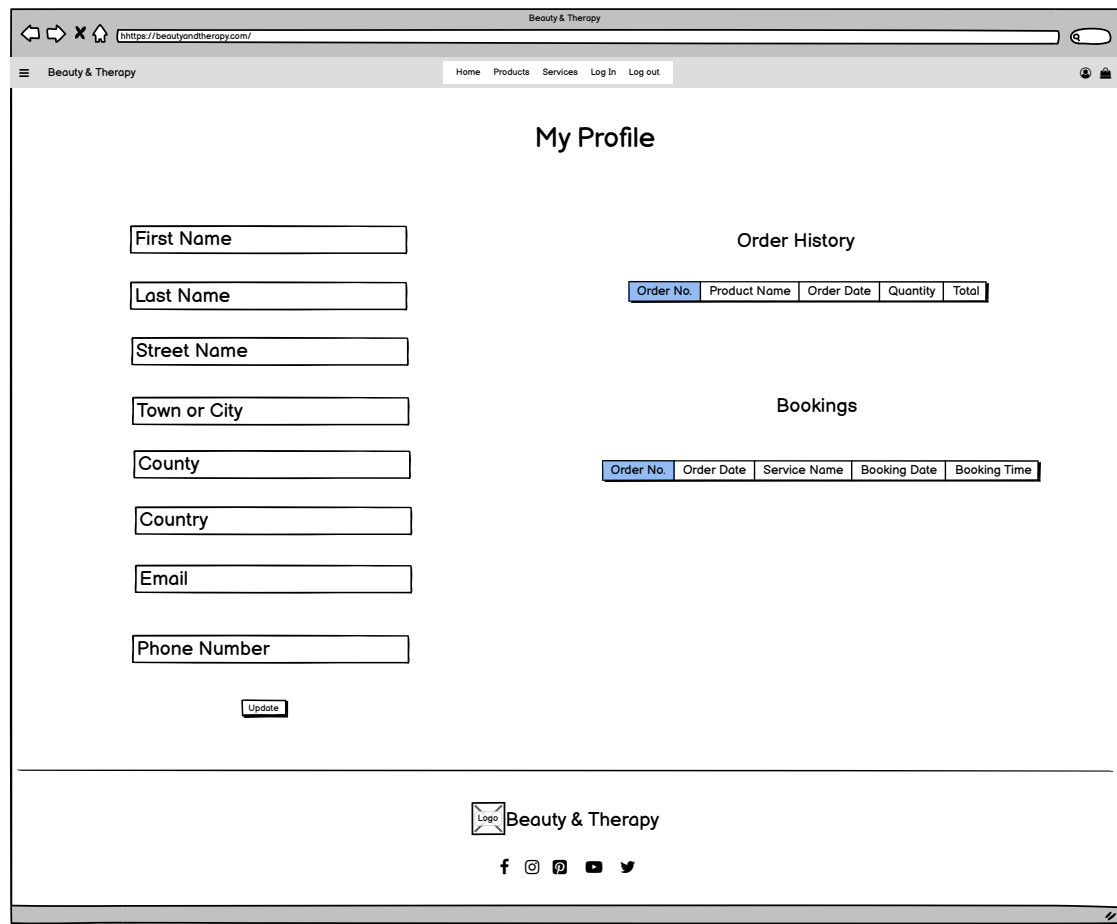 Beauty & Therapy
hhttps://beautyandtherapy.com/
Beauty & Therapy Home Products Services Log In Log out
My Profile
First Name
Last Name
Street Name
Town or City
County
Country
Email
Phone Number
Update
Order History
Order No. Product Name Order Date Quantity Total
Bookings
Order No. Order Date Service Name Booking Date Booking Time
Logo Beauty & Therapy